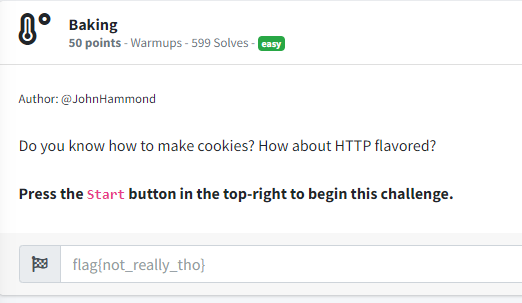 Baking
50 points - Warmups - 599 Solves - easy
Author: @JohnHammond
Do you know how to make cookies? How about HTTP flavored?
Press the Start button in the top-right to begin this challenge.
flag{not_really_tho}